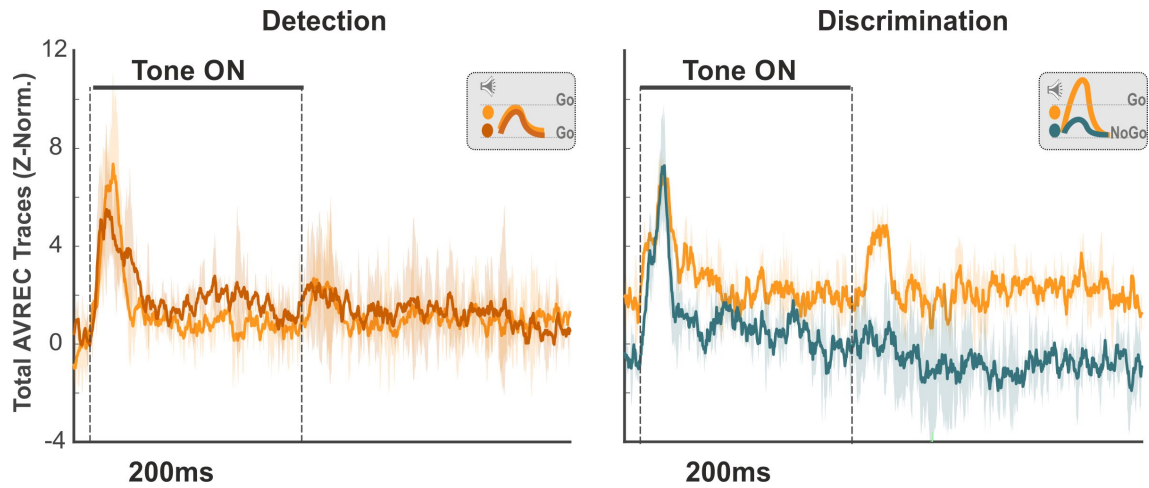 Detection
Discrimination
Total AVREC Traces (Z-Norm.)
12
8
4
0
-4
Tone ON
Go
Go
200ms
Tone ON
Go
NoGo
200ms